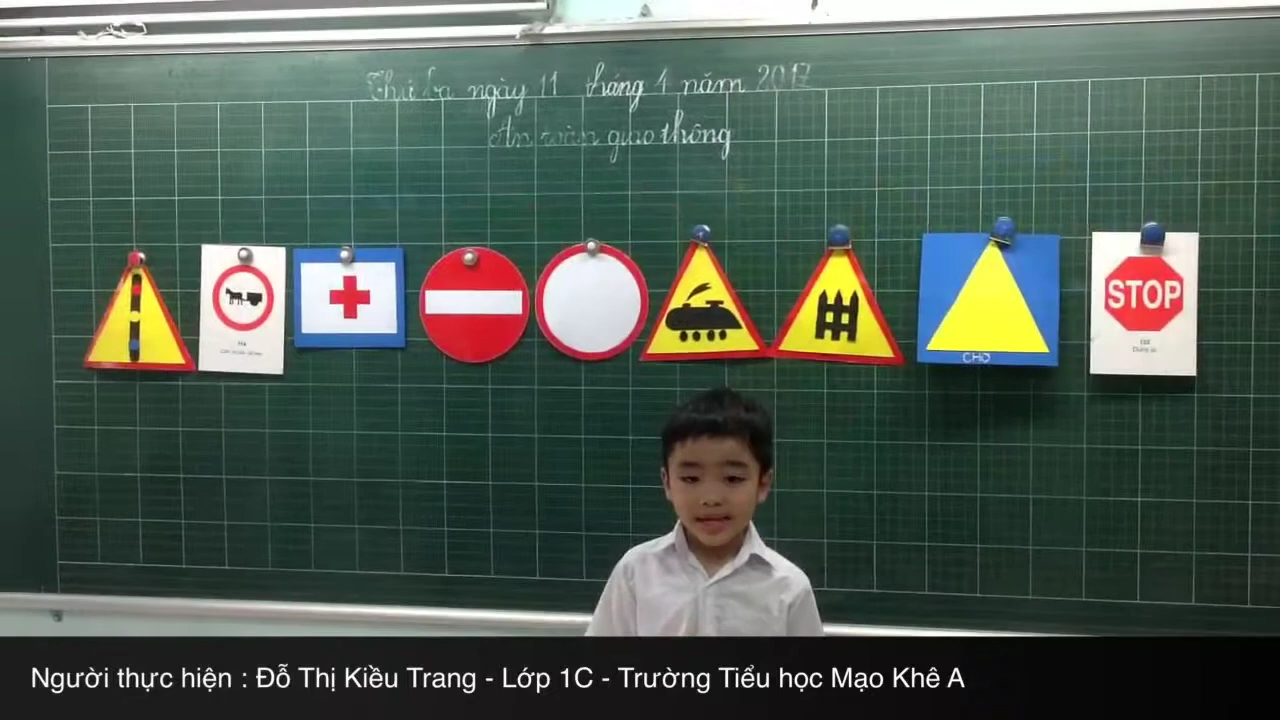 Thứ ba ngày 11 tháng 4 năm 2017
An toàn giao thông
STOP
CHỢ
Người thực hiện : Đỗ Thị Kiều Trang - Lớp 1C - Trường Tiểu học Mạo Khê A